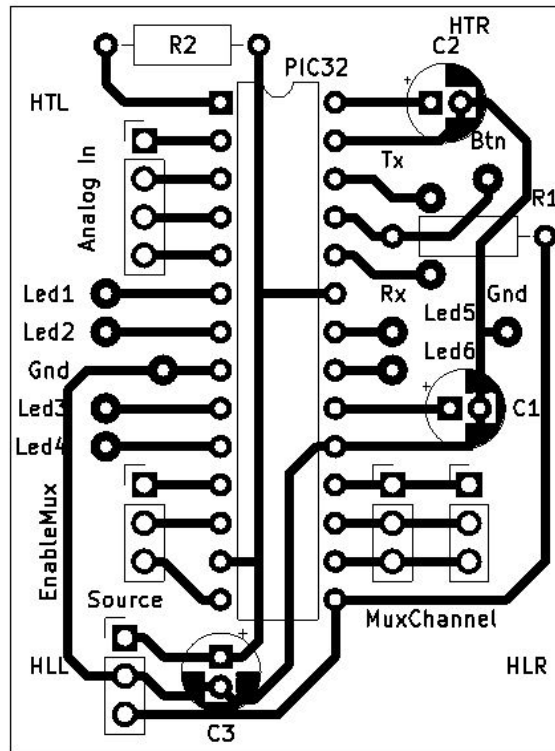 HTR
R2
C2
PIC32
HTL
Btn
Tx
Analog In
R1
Led1
Rx
Gnd
Led5
Led2
Led6
Gnd
Led3
C1
Led4
EnableMux
Source
MuxChannel
HLL
HLR
C3